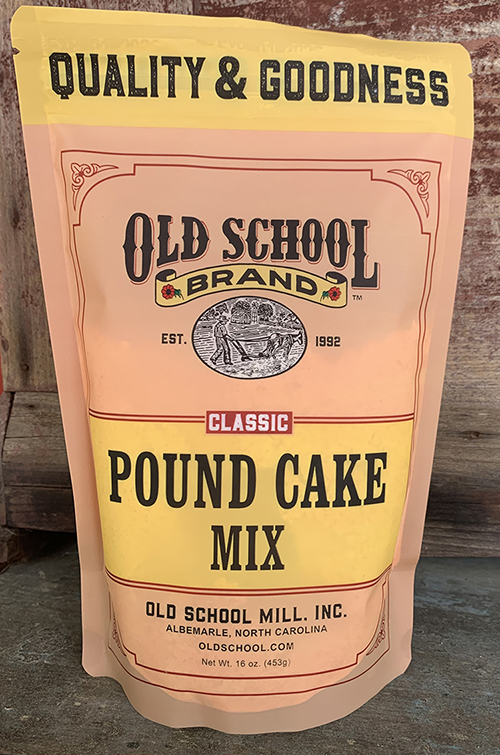 QUALITY & GOODNESS
OLD SCHOOL
BRAND
TM
EST. 1992
CLASSIC
POUND CAKE
MIX
OLD SCHOOL MILL. INC.
ALBEMARLE, NORTH CAROLINA
OLDSCHOOL.COM
Net Wt. 16 oz. (453g)